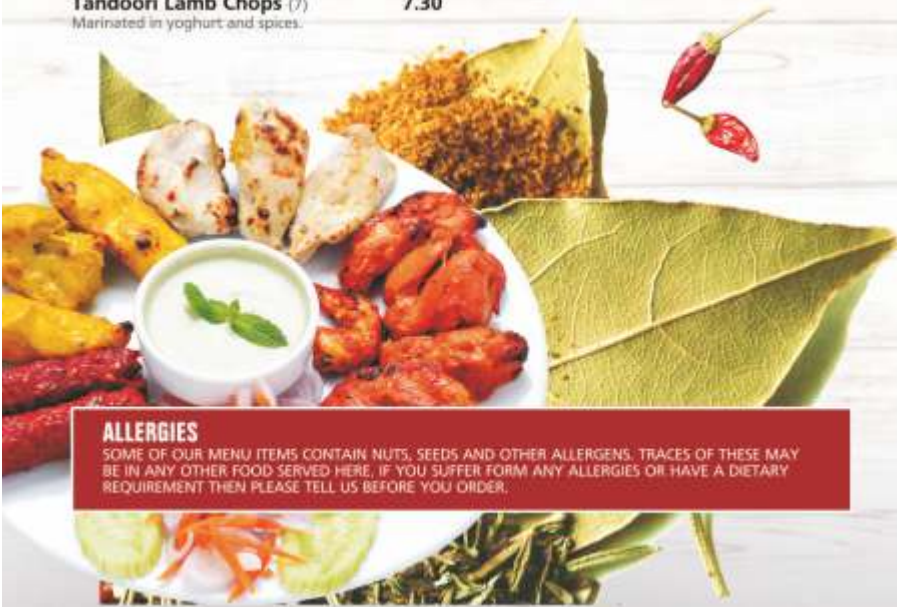 Tandoori Lamb Chops (7) 7.30
Marinated in yoghurt and spices.
ALLERGIES
SOME OF OUR MENU ITEMS CONTAIN NUTS, SEEDS AND OTHER ALLERGENS. TRACES OF THESE MAY
BE IN ANY OTHER FOOD SERVED HERE. IF YOU SUFFER FORM ANY ALLERGIES OR HAVE A DIETARY
REQUIREMENT THEN PLEASE TELL US BEFORE YOU ORDER.